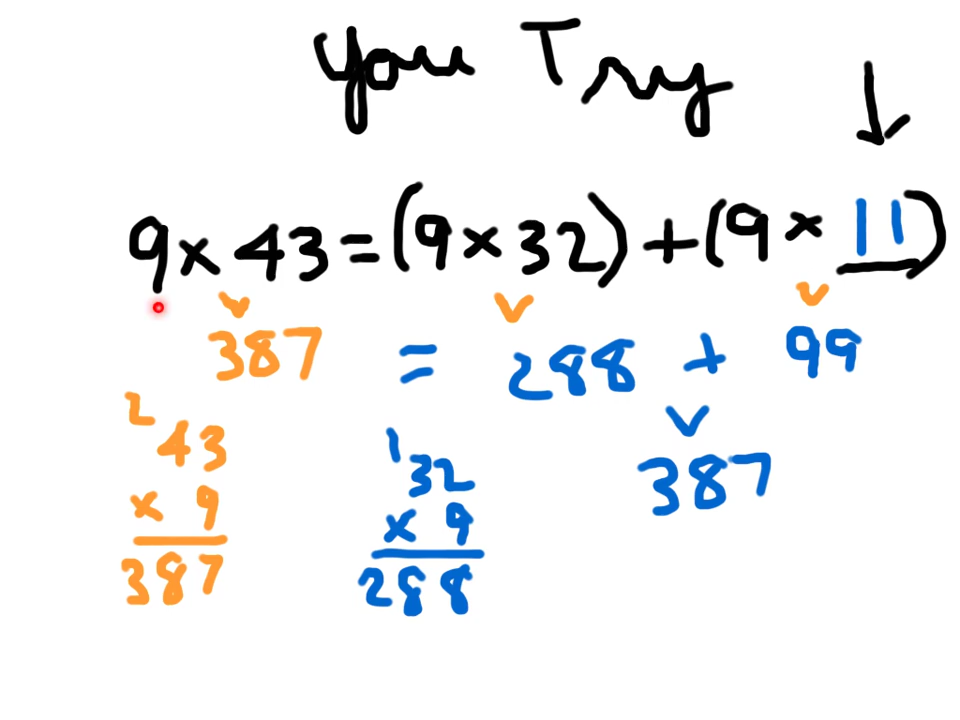 you Try
9 x 43 = (9 x 32) + (9 x 11)
387 = 288 + 99
387
2
43
x 9
387
1
32
x 9
288